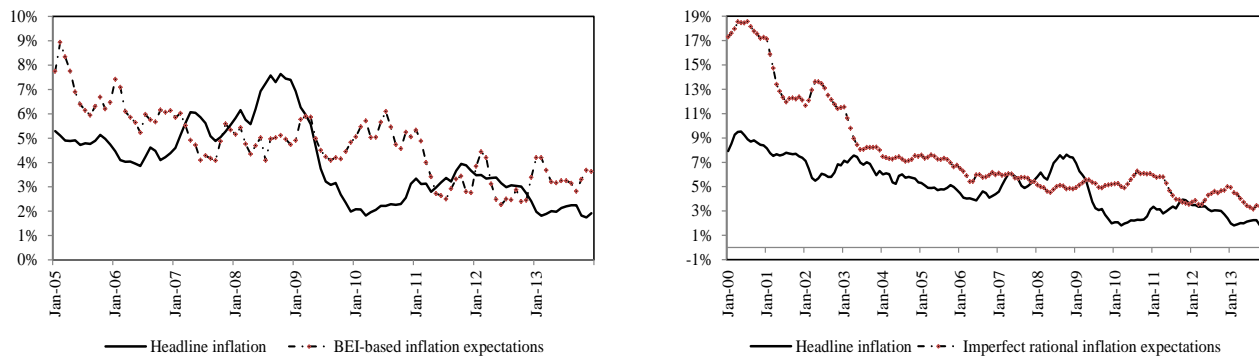 10%
9%
8%
7%
6%
5%
4%
3%
2%
1%
0%
Jan-05
Jan-06
Jan-07
Jan-08
Jan-09
Jan-10
Jan-11
Jan-12
Jan-13
Headline inflation
BEI-based inflation expectations
19%
17%
15%
13%
11%
9%
7%
5%
3%
1%
-1%
Jan-00
Jan-01
Jan-02
Jan-03
Jan-04
Jan-05
Jan-06
Jan-07
Jan-08
Jan-09
Jan-10
Jan-11
Jan-12
Jan-13
Headline inflation
Imperfect rational inflation expectations